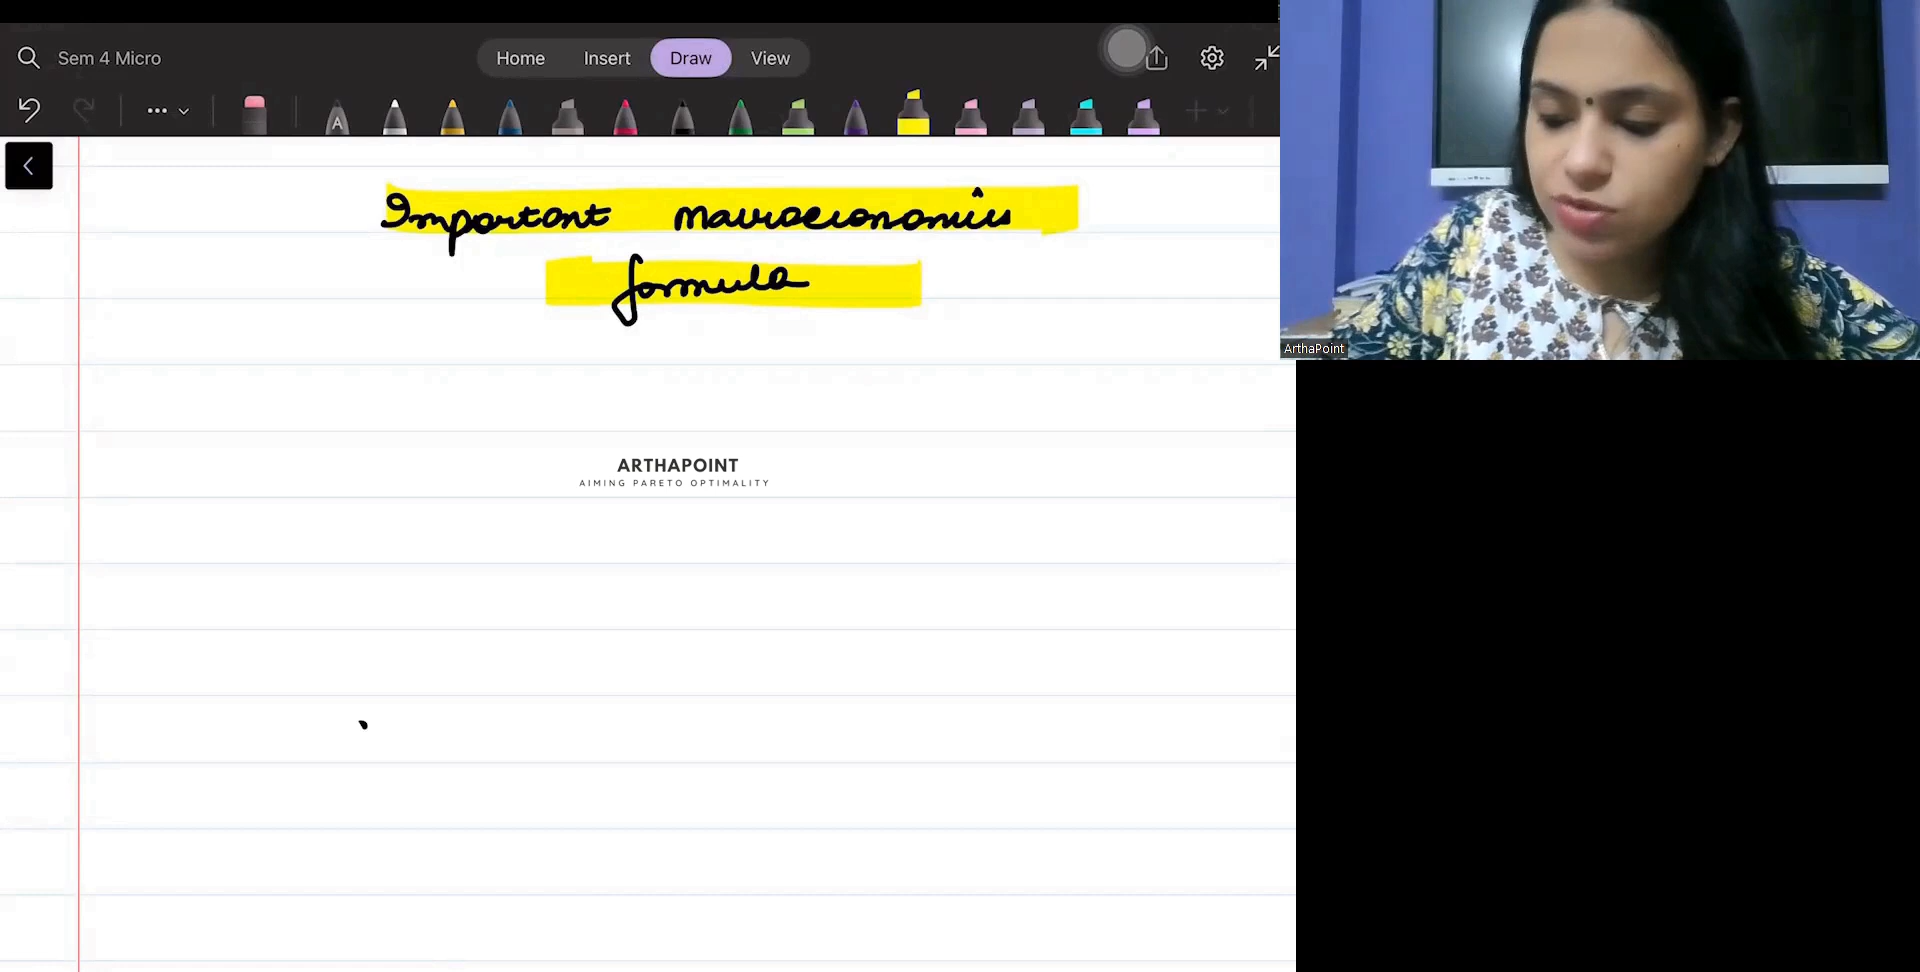 Sem 4 Micro
Home Insert Draw View
A
Important macroeconomics
formula
ArthaPoint
ARTHAPOINT
AIMING PARETO OPTIMALITY